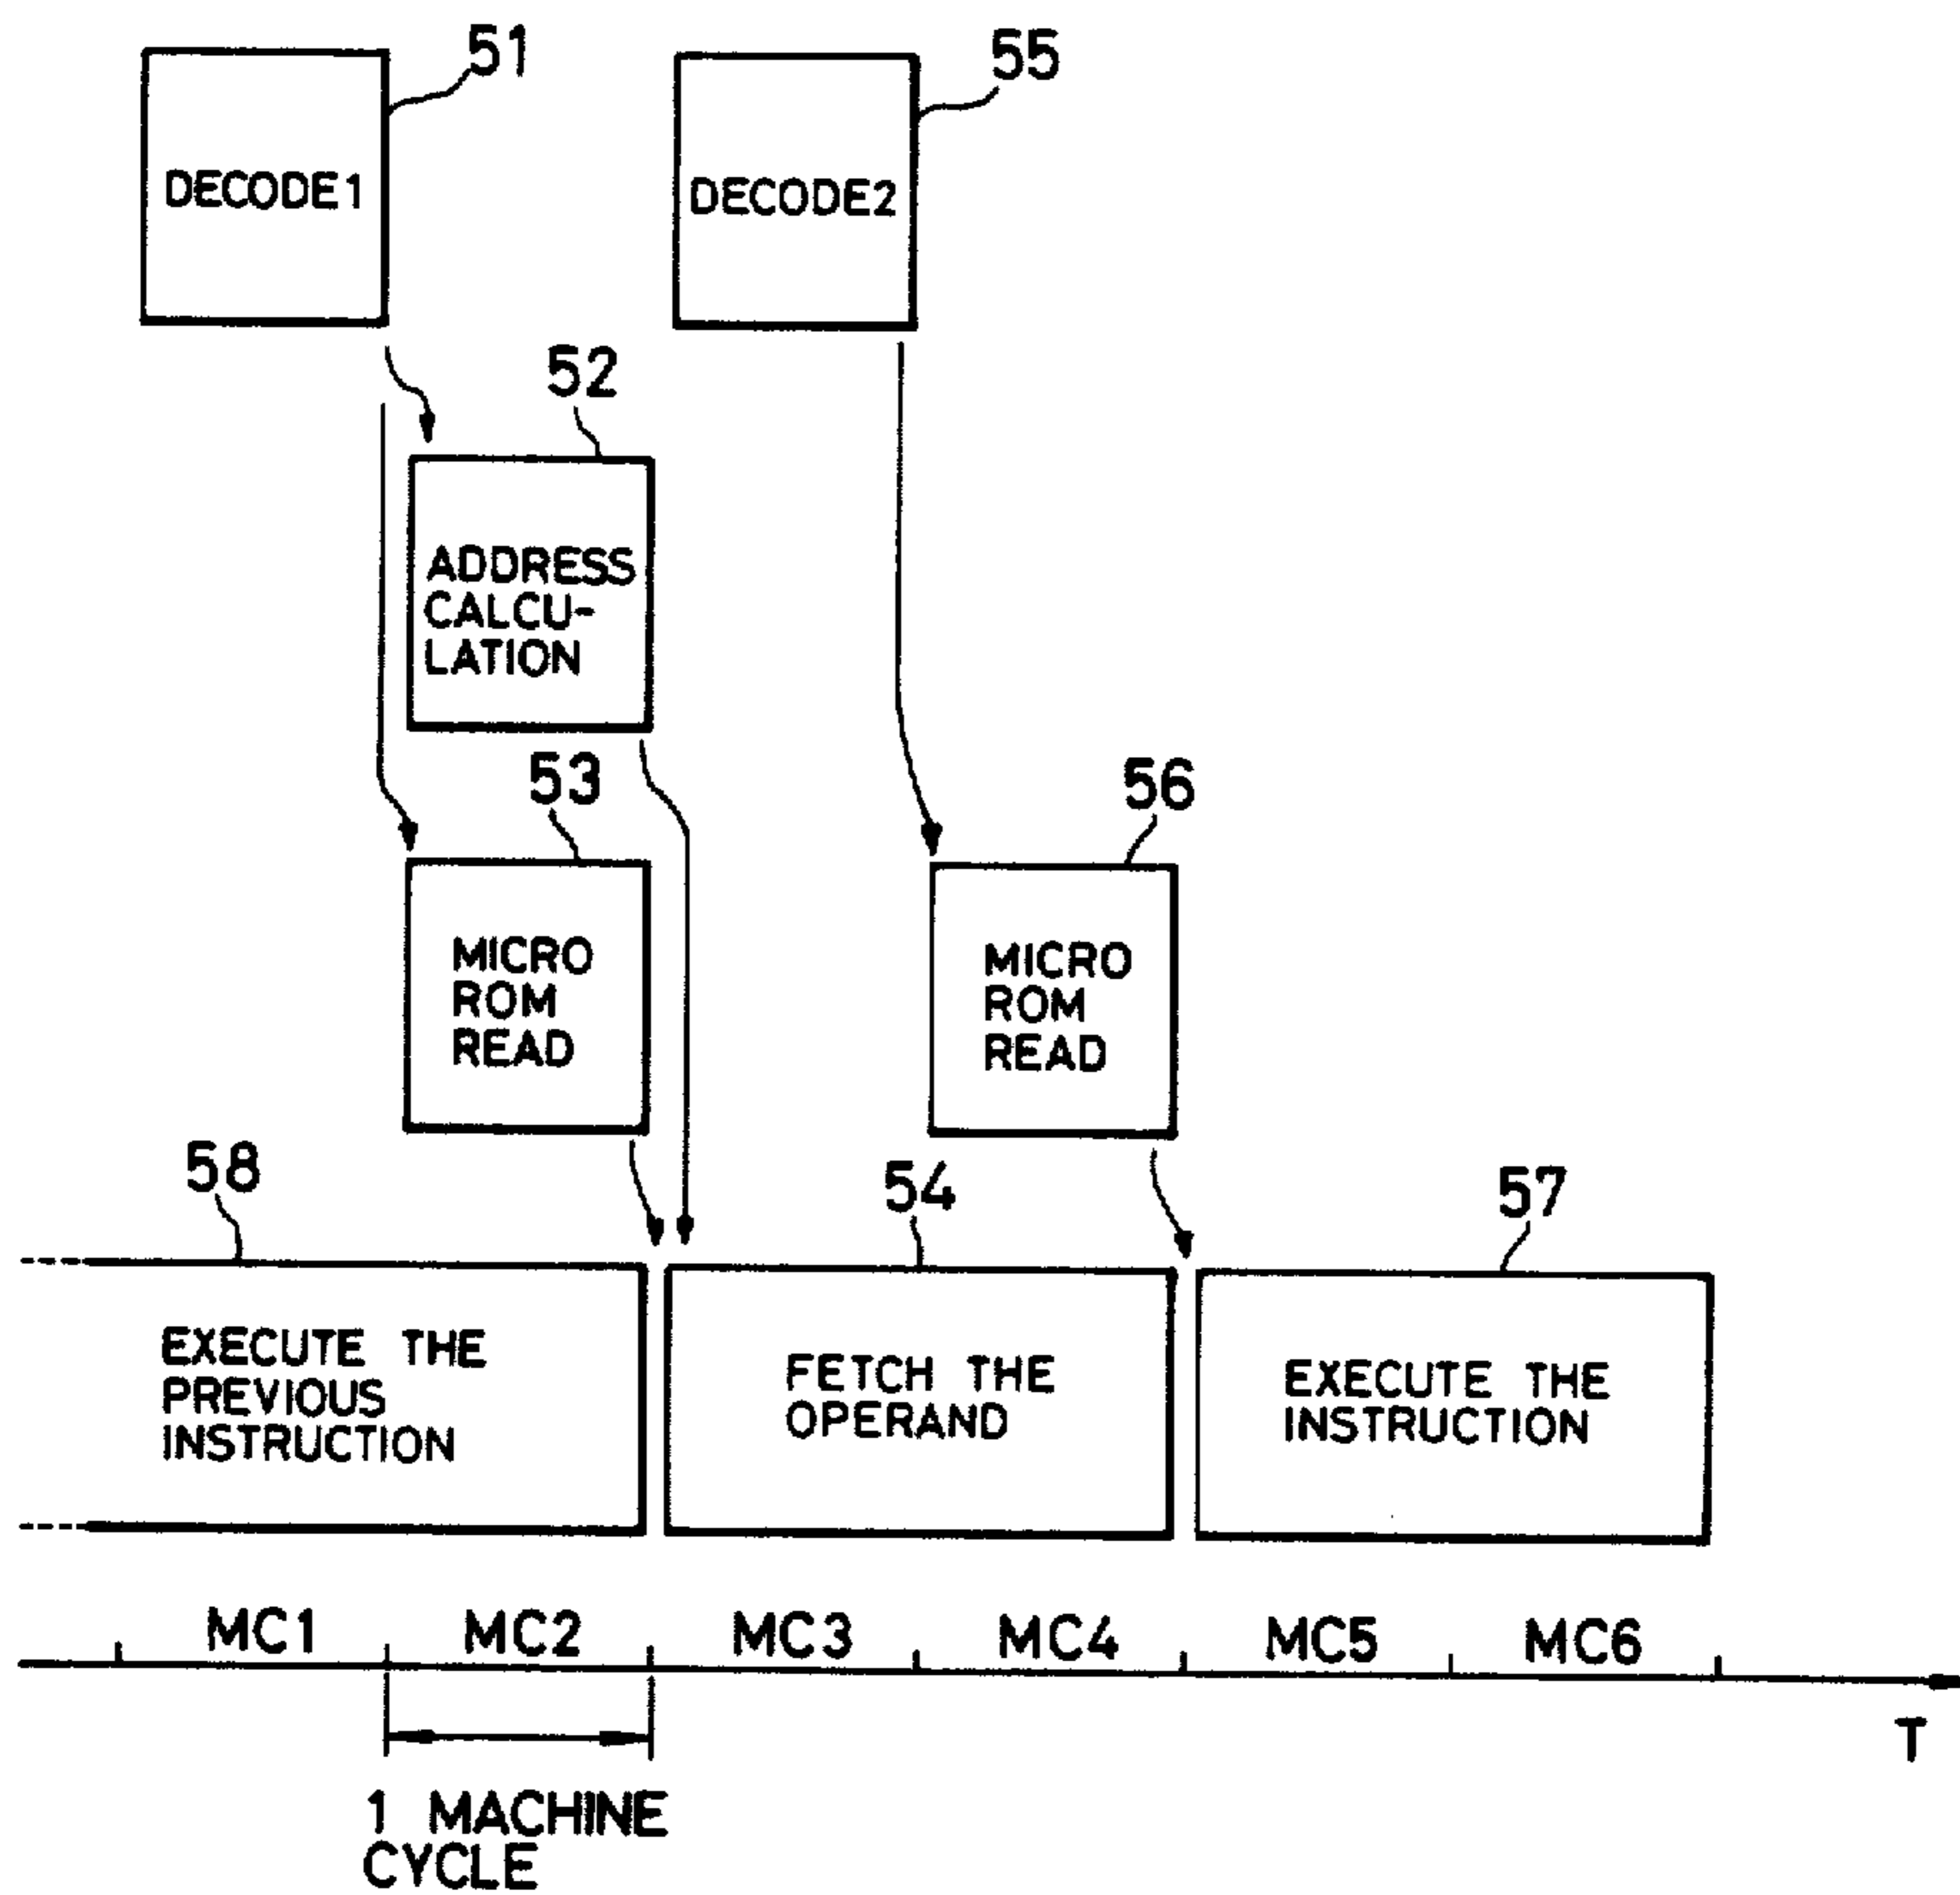 51
55
DECODE1
DECODE2
52
ADDRESS
CALCU-
LATION
53
56
MICRO
ROM
READ
MICRO
ROM
READ
58
54
57
EXECUTE THE
PREVIOUS
INSTRUCTION
FETCH THE
OPERAND
EXECUTE THE
INSTRUCTION
MC1 MC2 MC3 MC4 MC5 MC6
T
1 MACHINE
CYCLE